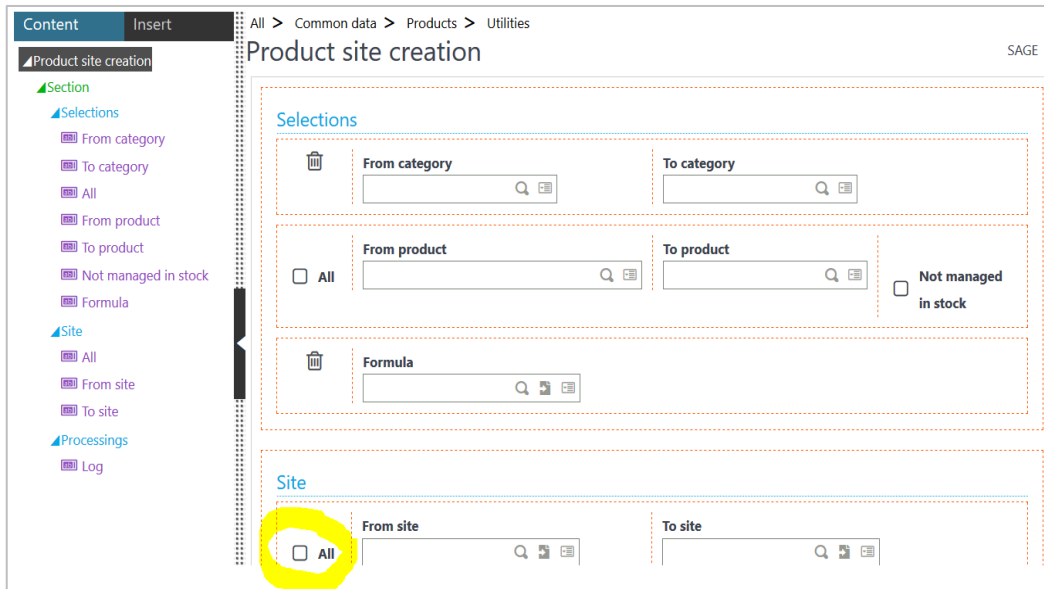 Content Insert
All > Common data > Products > Utilities
Product site creation
SAGE
Product site creation
Section
Selections
From category
To category
All
From product
To product
Not managed in stock
Formula
Site
All
From site
To site
Processings
Log
Selections
From category To category
From product To product
All
Not managed
in stock
Formula
Site
From site To site
All